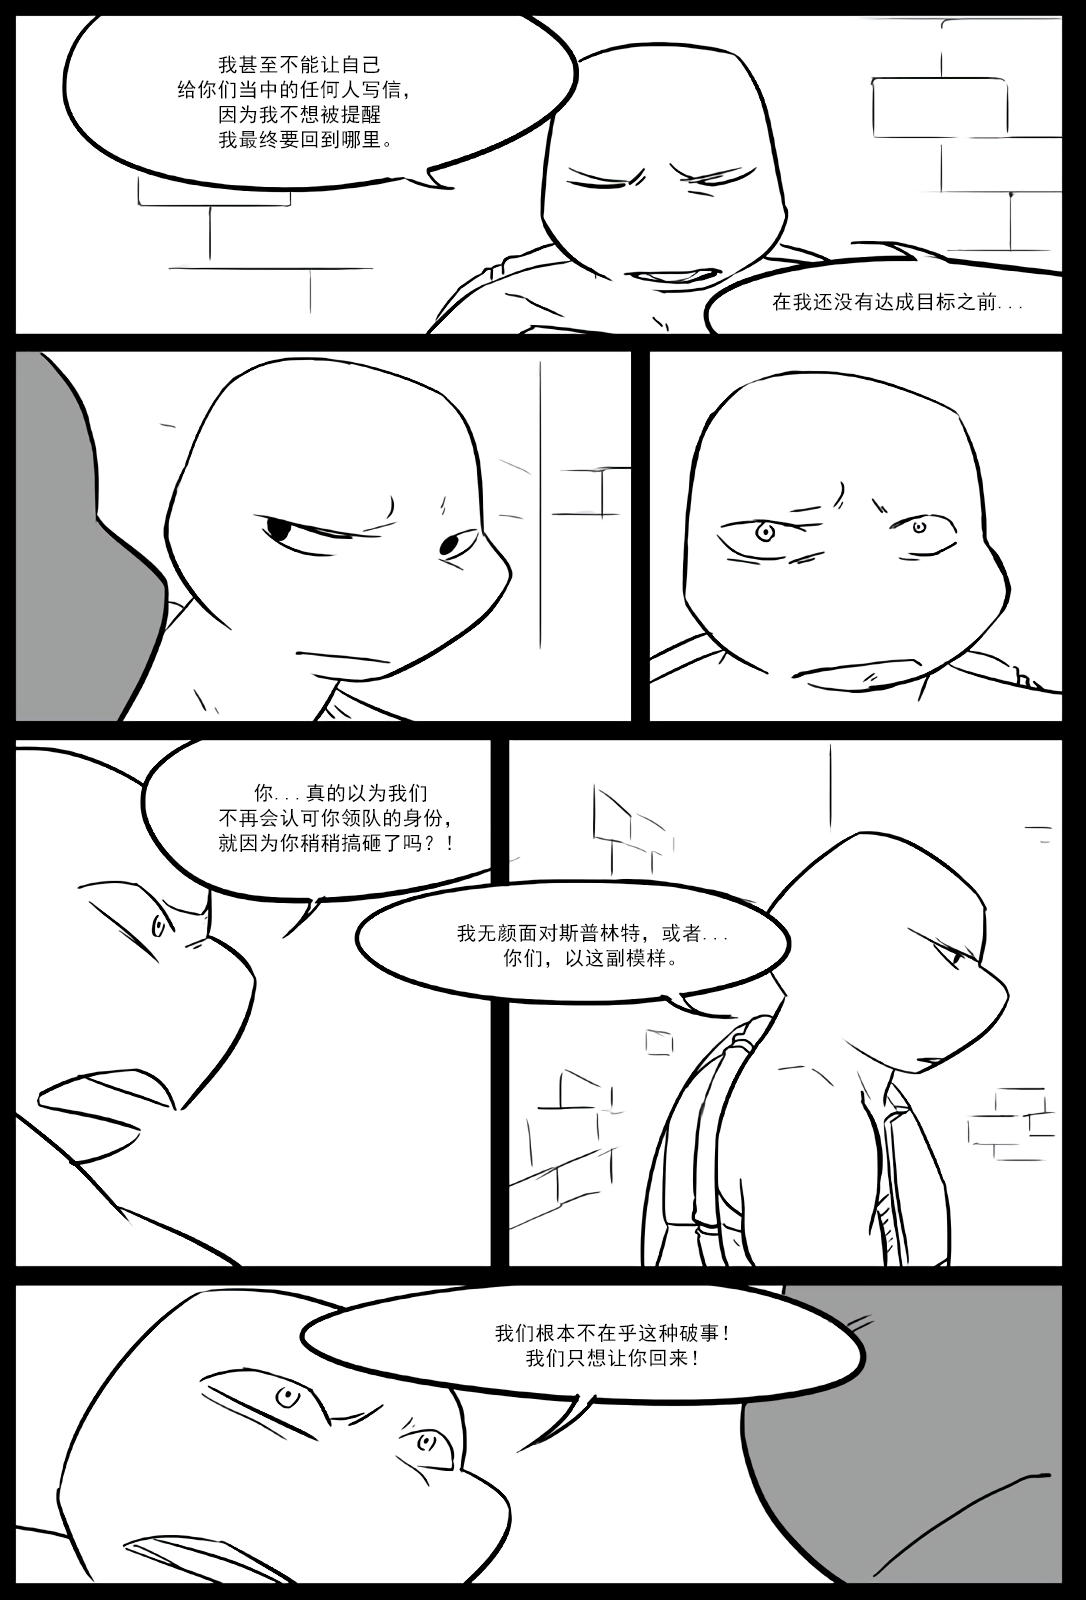 我甚至不能让自己
给你们当中的任何人写信，
因为我不想被提醒
我最终要回到哪里。
在我还没有达成目标之前...
你...真的以为我们
不再会认可你领队的身份，
就因为你稍稍搞砸了吗？！
我无颜面对斯普林特，或者...
你们，以这副模样。
我们根本不在乎这种破事！
我们只想让你回来！